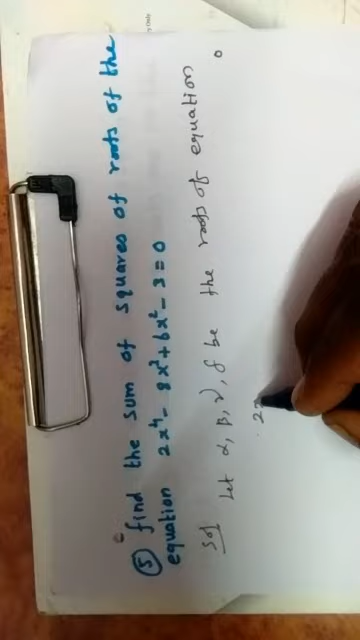 ⑤ find the sum of squares of roots of the
equation 2x⁴ - 8x³ + 6x² - 3 = 0
Sol Let α, β, γ, δ be the roots of equation
2x